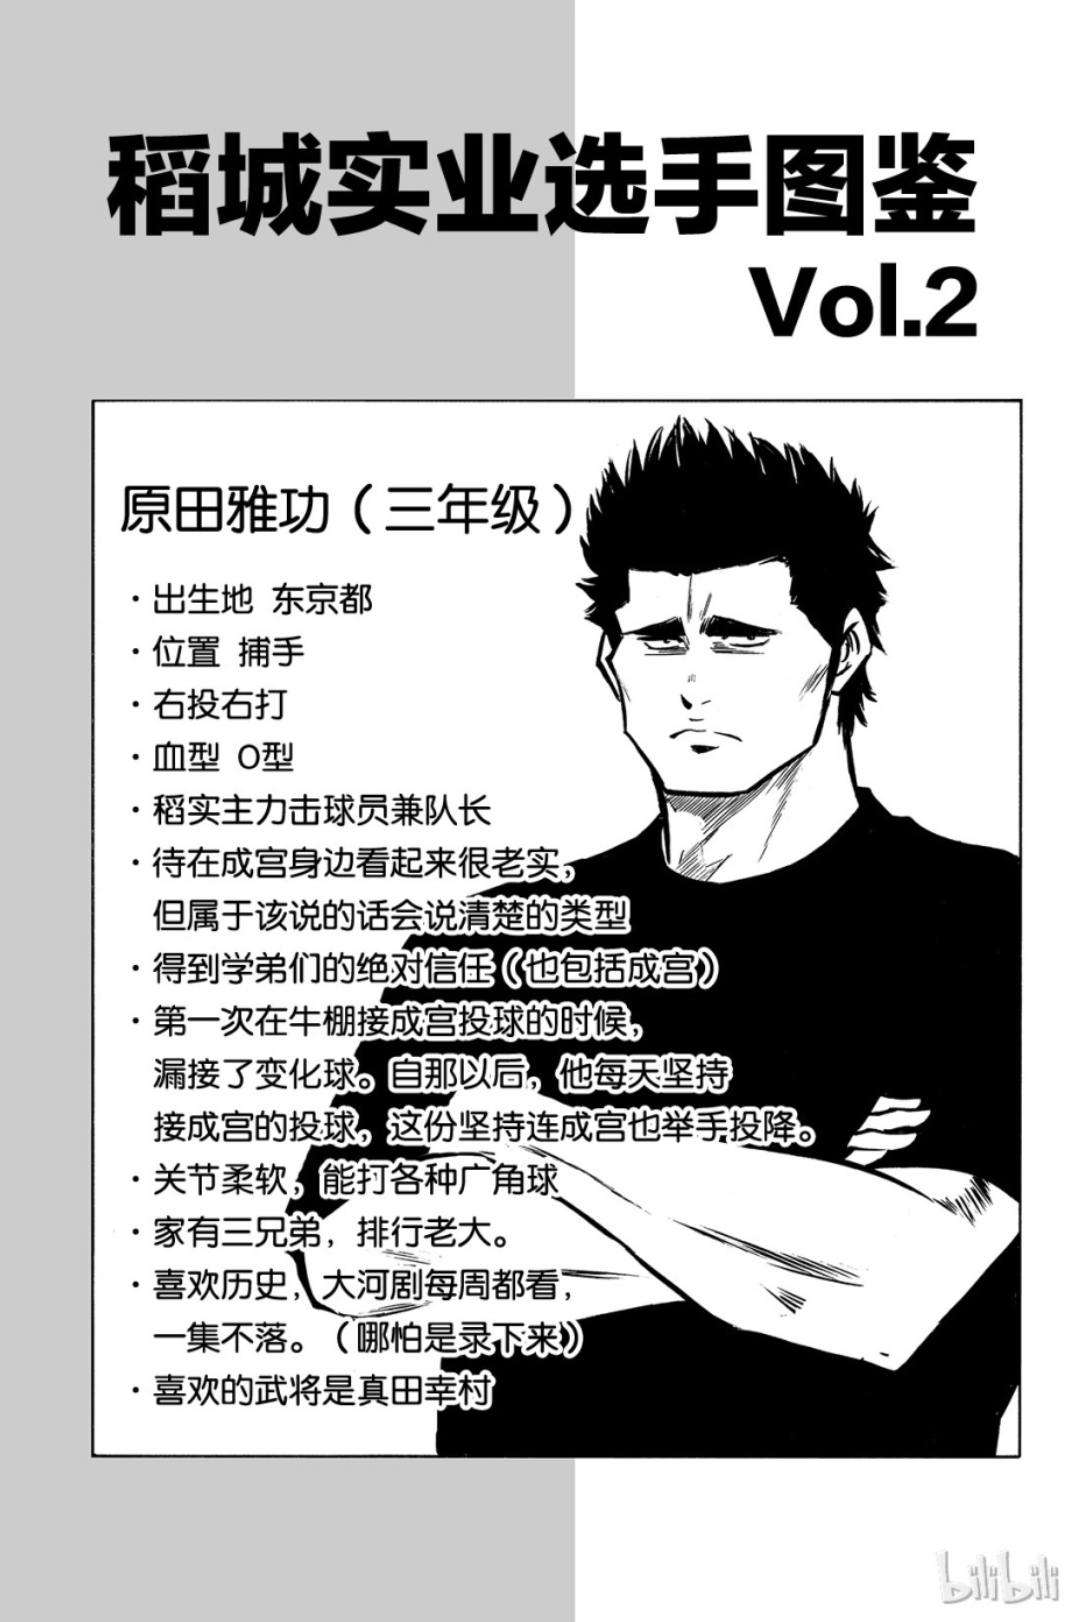 稻城实业选手图鉴
Vol.2
原田雅功（三年级）
·出生地 东京都
·位置 捕手
·右投右打
·血型 O型
·稻实主力击球员兼队长
·待在成宫身边看起来很老实，
但属于该说的话会说清楚的类型
·得到学弟们的绝对信任（也包括成宫）
·第一次在牛棚接成宫投球的时候，
漏接了变化球。自那以后，他每天坚持
接成宫的投球，这份坚持连成宫也举手投降。
·关节柔软，能打各种广角球
·家有三兄弟，排行老大。
·喜欢历史，大河剧每周都看，
一集不落。（哪怕是录下来）
·喜欢的武将是真田幸村
bilibili